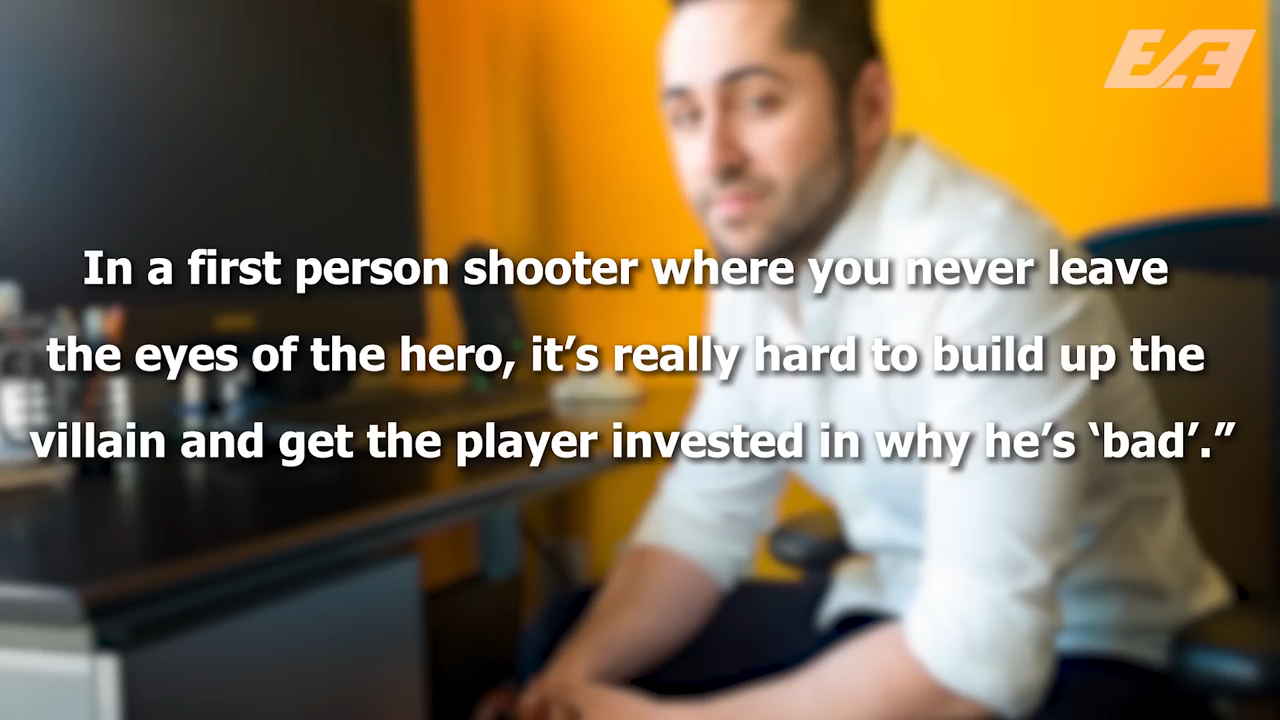 In a first person shooter where you never leave
the eyes of the hero, it’s really hard to build up the
villain and get the player invested in why he’s ‘bad’.”